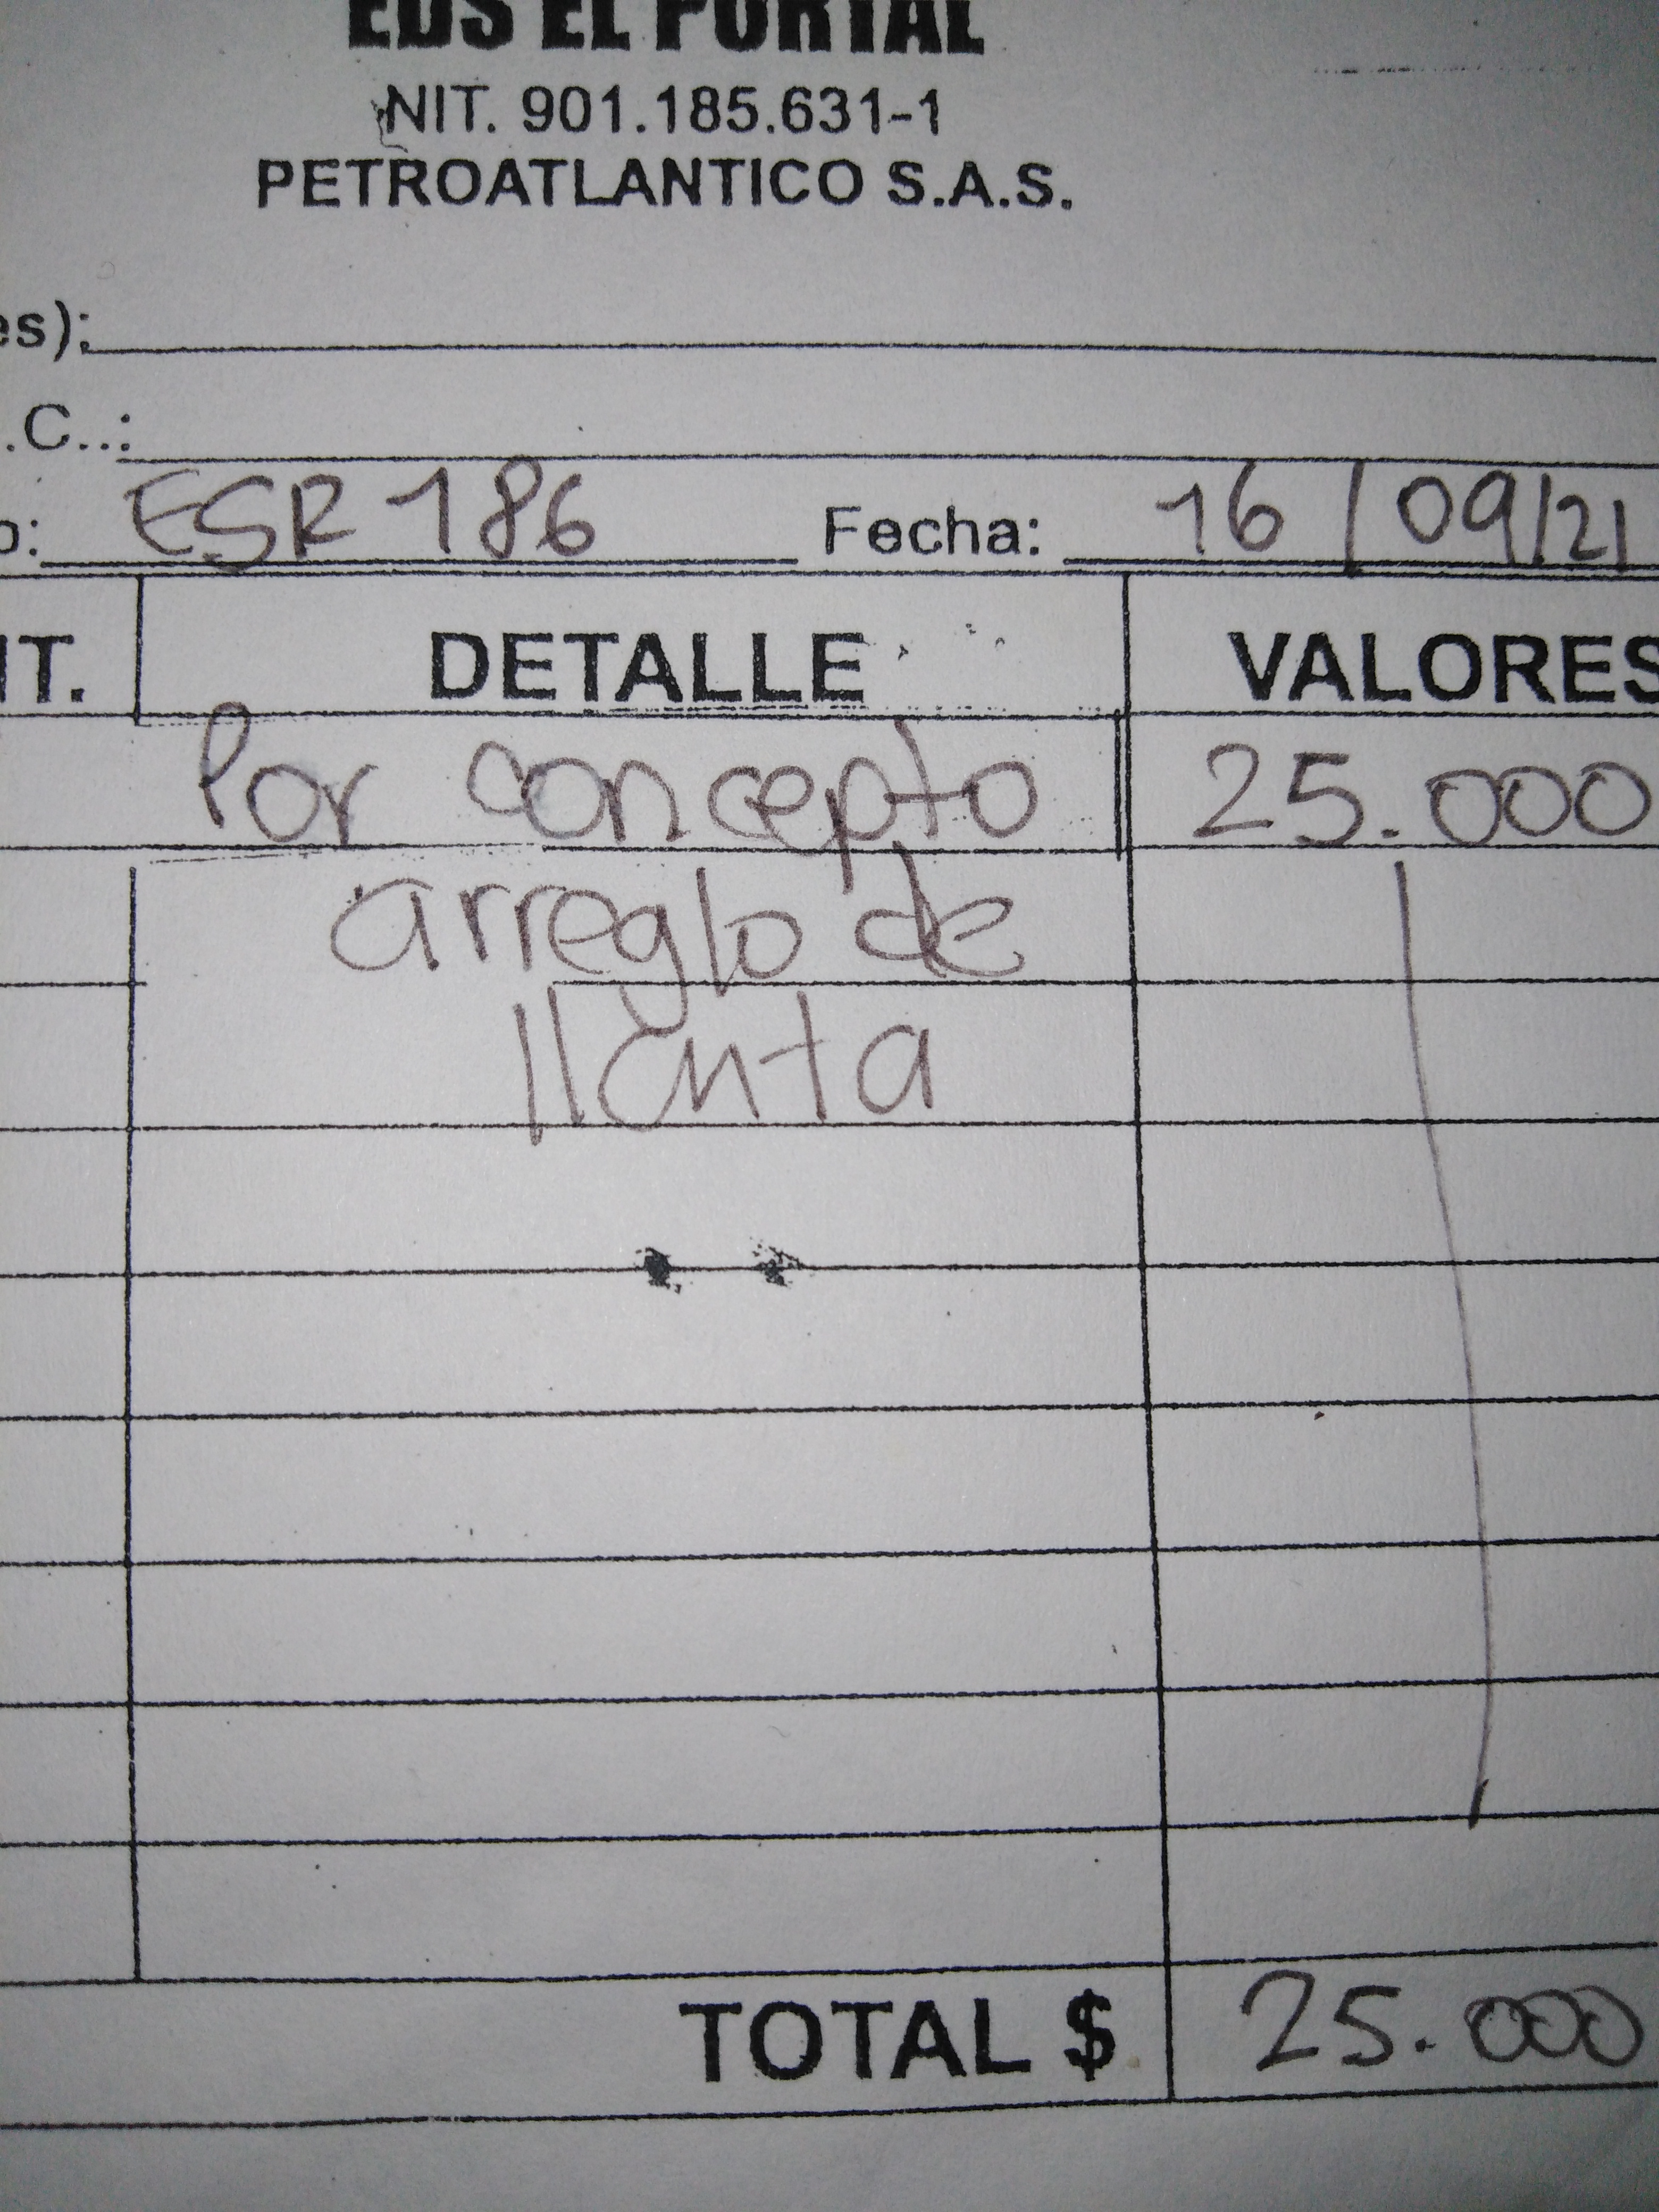 EDS EL PORTAL
NIT. 901.185.631-1
PETROATLANTICO S.A.S.
es):
.C..:
o: ESR 186 Fecha: 16/09/21
IT. DETALLE VALORES
Por concepto 25.000
arreglo de
llanta
TOTAL $ 25.000